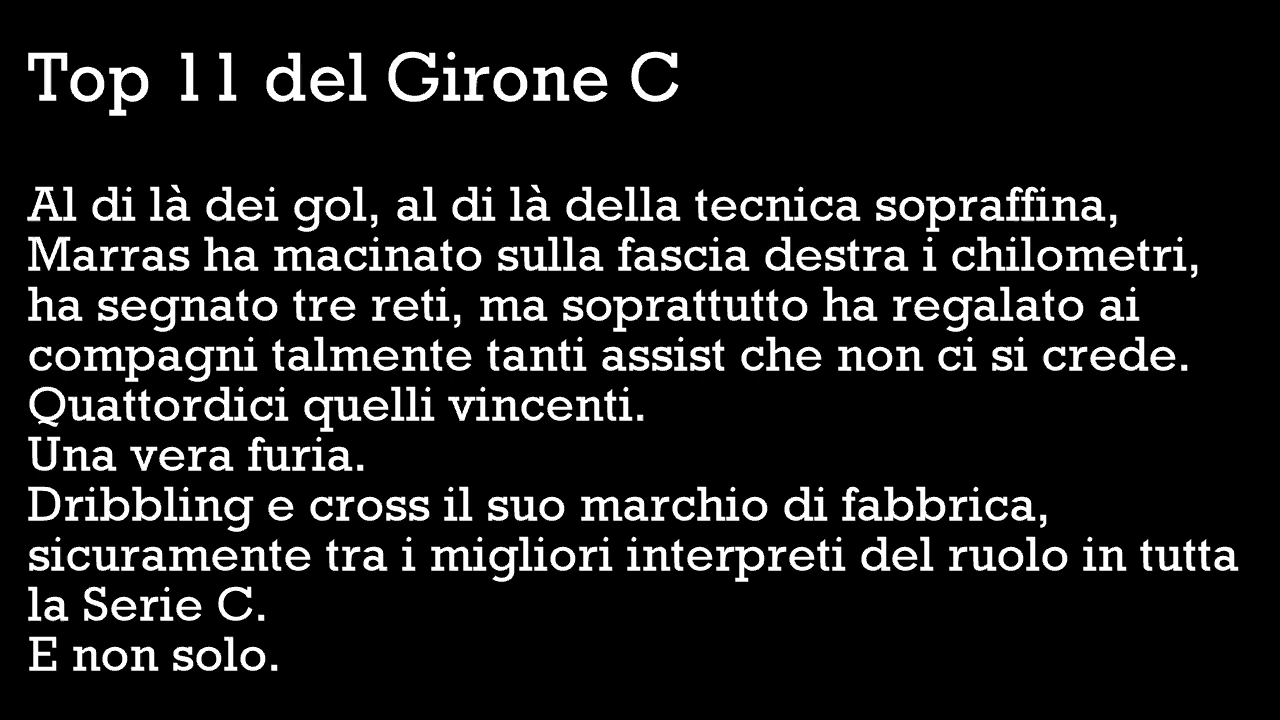 Top 11 del Girone C
Al di là dei gol, al di là della tecnica sopraffina,
Marras ha macinato sulla fascia destra i chilometri,
ha segnato tre reti, ma soprattutto ha regalato ai
compagni talmente tanti assist che non ci si crede.
Quattordici quelli vincenti.
Una vera furia.
Dribbling e cross il suo marchio di fabbrica,
sicuramente tra i migliori interpreti del ruolo in tutta
la Serie C.
E non solo.